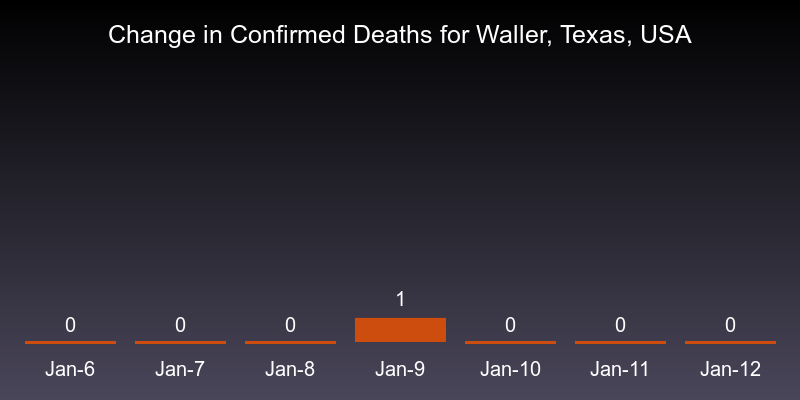 Change in Confirmed Deaths for Waller, Texas, USA
1
0 0 0 0 0 0
Jan-6 Jan-7 Jan-8 Jan-9 Jan-10 Jan-11 Jan-12